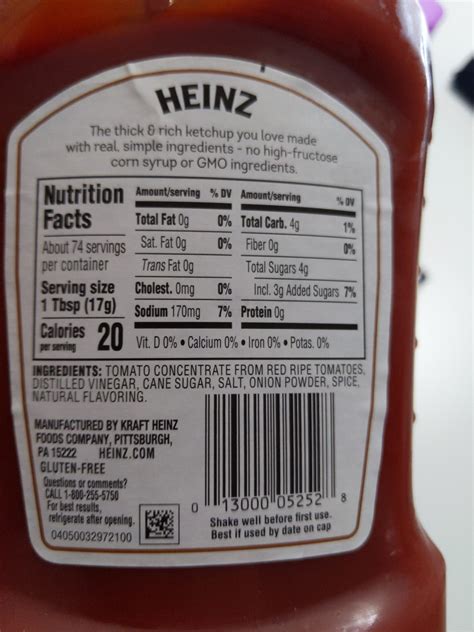 HEINZ
The thick & rich ketchup you love made
with real, simple ingredients - no high-fructose
corn syrup or GMO ingredients.
Nutrition
Facts
About 74 servings
per container
Serving size
1 Tbsp (17g)
Calories 20
per serving
Amount/serving % DV
Total Fat 0g 0%
Sat. Fat 0g 0%
Trans Fat 0g
Cholest. 0mg 0%
Sodium 170mg 7%
Amount/serving % DV
Total Carb. 4g 1%
Fiber 0g 0%
Total Sugars 4g
Incl. 3g Added Sugars 7%
Protein 0g
Vit. D 0% • Calcium 0% • Iron 0% • Potas. 0%
INGREDIENTS: TOMATO CONCENTRATE FROM RED RIPE TOMATOES,
DISTILLED VINEGAR, CANE SUGAR, SALT, ONION POWDER, SPICE,
NATURAL FLAVORING.
MANUFACTURED BY KRAFT HEINZ
FOODS COMPANY, PITTSBURGH,
PA 15222 HEINZ.COM
GLUTEN-FREE
Questions or comments?
CALL 1-800-255-5750
For best results,
refrigerate after opening.
04050032972100
0 13000 05252 8
Shake well before first use.
Best if used by date on cap